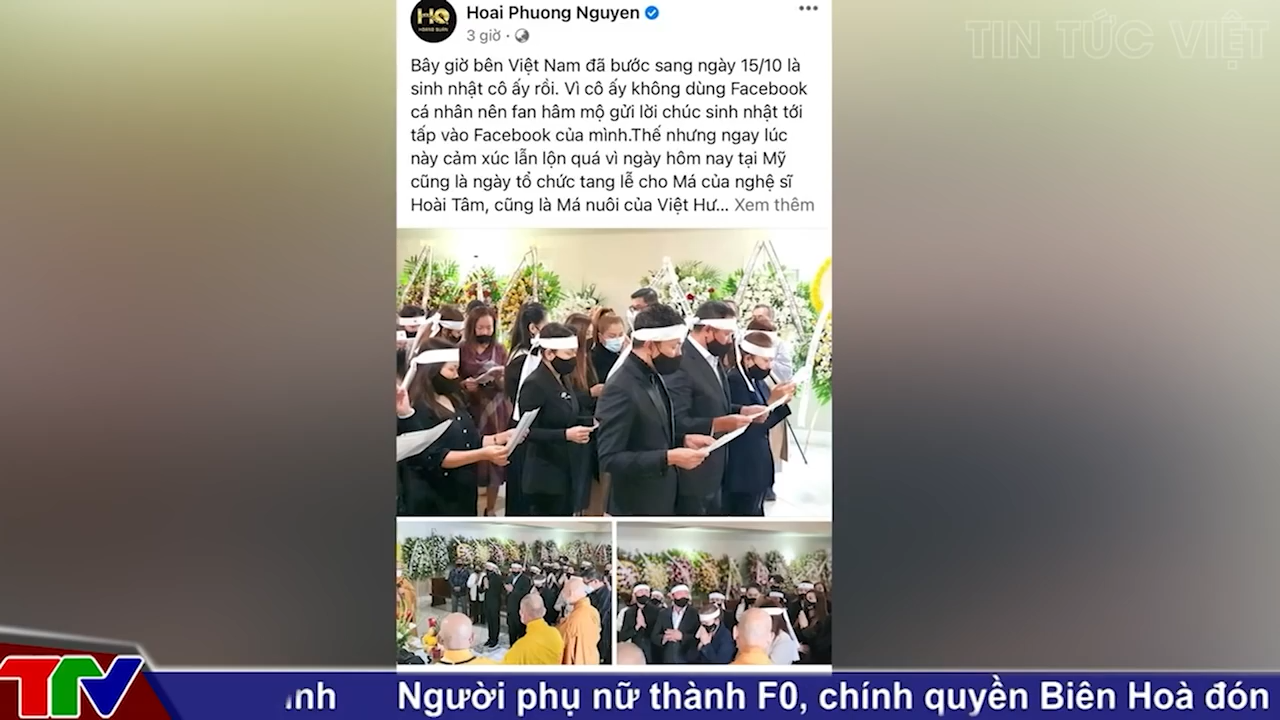 HQ
HOANG QUAN
Hoai Phuong Nguyen
3 giờ ·
TIN TỨC VIỆT
Bây giờ bên Việt Nam đã bước sang ngày 15/10 là
sinh nhật cô ấy rồi. Vì cô ấy không dùng Facebook
cá nhân nên fan hâm mộ gửi lời chúc sinh nhật tới
tấp vào Facebook của mình.Thế nhưng ngay lúc
này cảm xúc lẫn lộn quá vì ngày hôm nay tại Mỹ
cũng là ngày tổ chức tang lễ cho Má của nghệ sĩ
Hoài Tâm, cũng là Má nuôi của Việt Hư... Xem thêm
TTV
Người phụ nữ thành F0, chính quyền Biên Hoà đón